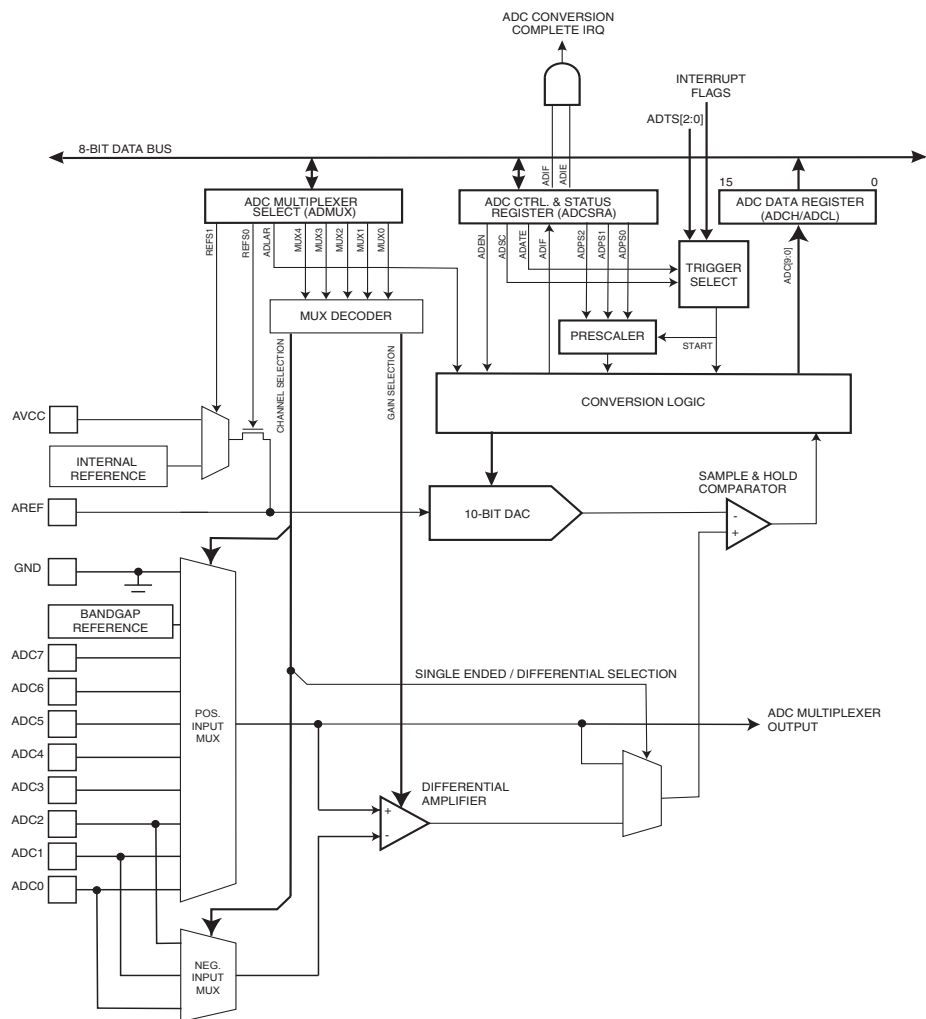 ADC CONVERSION
COMPLETE IRQ
INTERRUPT
FLAGS
ADTS[2:0]
8-BIT DATA BUS
ADIF
ADIE
15
0
ADC MULTIPLEXER
SELECT (ADMUX)
ADC CTRL. & STATUS
REGISTER (ADCSRA)
ADC DATA REGISTER
(ADCH/ADCL)
REFS1
REFS0
ADLAR
MUX4
MUX3
MUX2
MUX1
MUX0
ADEN
ADSC
ADATE
ADIF
ADPS2
ADPS1
ADPS0
ADC[9:0]
TRIGGER
SELECT
MUX DECODER
PRESCALER
START
CHANNEL SELECTION
GAIN SELECTION
CONVERSION LOGIC
AVCC
INTERNAL
REFERENCE
SAMPLE & HOLD
COMPARATOR
AREF
10-BIT DAC
-
+
GND
BANDGAP
REFERENCE
ADC7
SINGLE ENDED / DIFFERENTIAL SELECTION
ADC6
ADC5
POS.
INPUT
MUX
ADC MULTIPLEXER
OUTPUT
ADC4
ADC3
DIFFERENTIAL
AMPLIFIER
+
-
ADC2
ADC1
ADC0
NEG.
INPUT
MUX